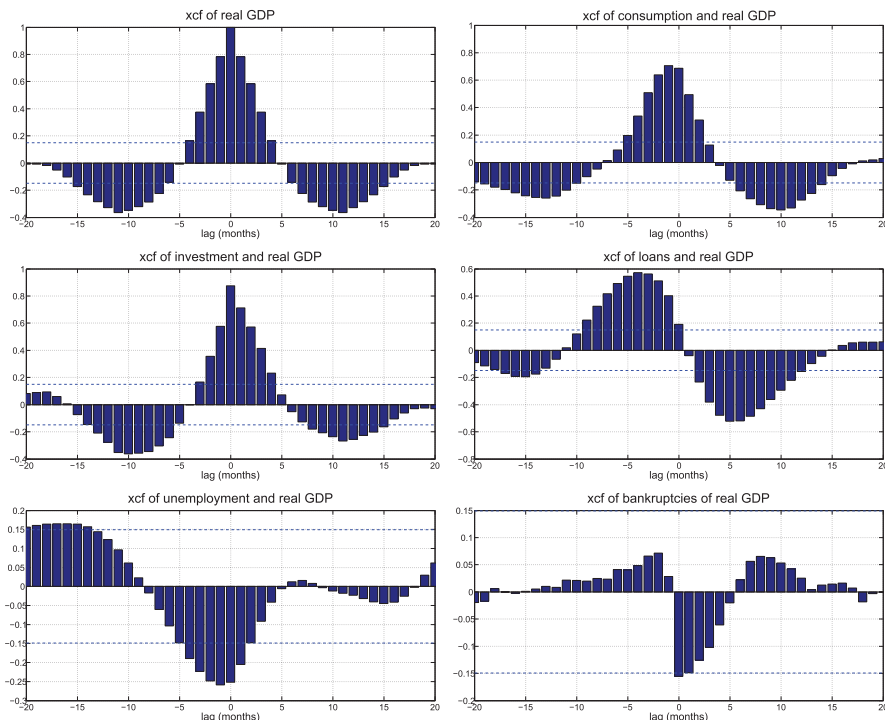 xcf of real GDP
1
0.8
0.6
0.4
0.2
0
−0.2
−0.4
−20 −15 −10 −5 0 5 10 15 20
lag (months)
xcf of consumption and real GDP
1
0.8
0.6
0.4
0.2
0
−0.2
−0.4
−20 −15 −10 −5 0 5 10 15 20
lag (months)
xcf of investment and real GDP
1
0.8
0.6
0.4
0.2
0
−0.2
−0.4
−20 −15 −10 −5 0 5 10 15 20
lag (months)
xcf of loans and real GDP
0.6
0.4
0.2
0
−0.2
−0.4
−0.6
−0.8
−20 −15 −10 −5 0 5 10 15 20
lag (months)
xcf of unemployment and real GDP
0.2
0.15
0.1
0.05
0
−0.05
−0.1
−0.15
−0.2
−0.25
−0.3
−20 −15 −10 −5 0 5 10 15 20
lag (months)
xcf of bankruptcies of real GDP
0.15
0.1
0.05
0
−0.05
−0.1
−0.15
−0.2
−20 −15 −10 −5 0 5 10 15 20
lag (months)